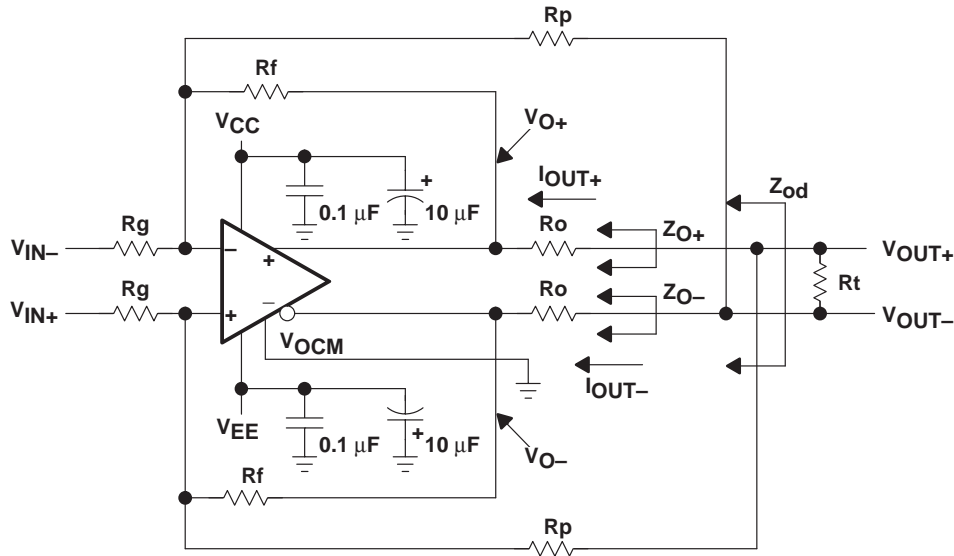 Rp
Rf
VCC
VO+
+
IOUT+
Zod
0.1 μF
10 μF
Rg
Ro
ZO+
VIN–
–
+
VOUT+
Rg
–
Ro
ZO–
Rt
VIN+
+
VOUT–
VOCM
IOUT–
VEE
0.1 μF
+
10 μF
VO–
Rf
Rp